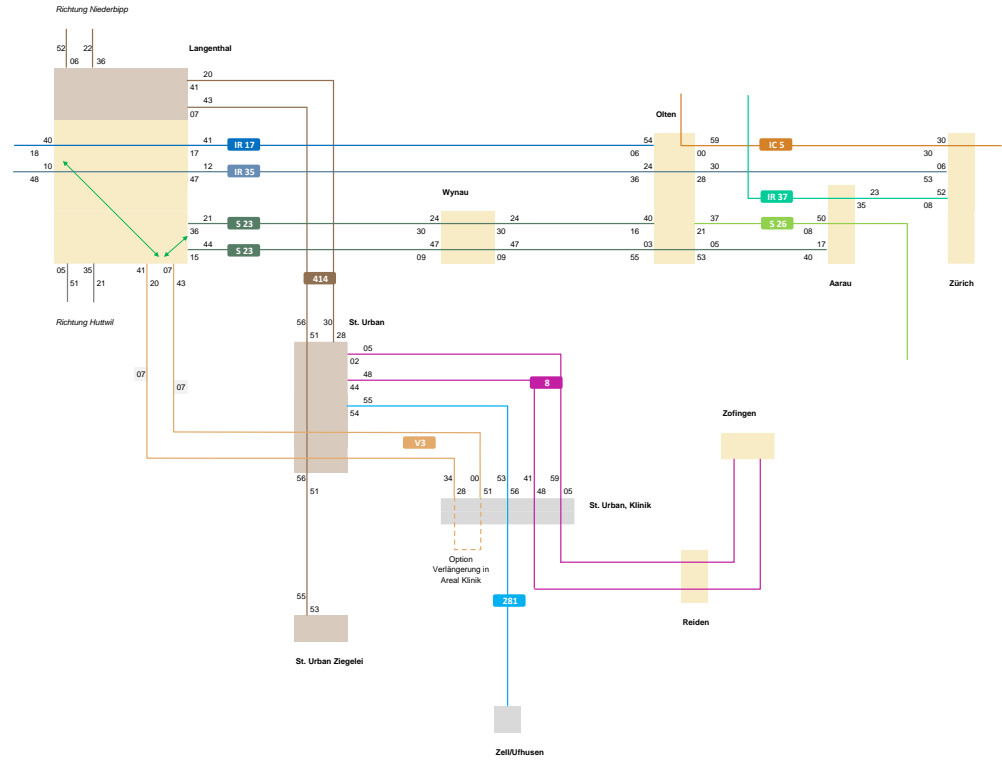 Richtung Niederbipp
52 22
06 36
Langenthal
20
41
43
07
40 41 IR 17 54 Olten 59 IC 5 30
18 17 06 00 30
10 12 IR 35 24 30 06
48 47 36 28 53
IR 37 23 52
35 08
Wynau
21 S 23 24 24 40 37 S 26 50
36 30 30 16 21 08
44 S 23 47 47 03 05 17
15 09 09 55 53 40
05 35 41 07
51 21 20 43
414
Aarau
Zürich
Richtung Huttwil
56 30 St. Urban
51 28
05
02
07 48 8
07 44
55
54
Zofingen
V3
56 34 00 53 41 59
51 28 51 56 48 05
St. Urban, Klinik
Option
Verlängerung in
Areal Klinik
55 281
53
Reiden
St. Urban Ziegelei
Zell/Ufhusen